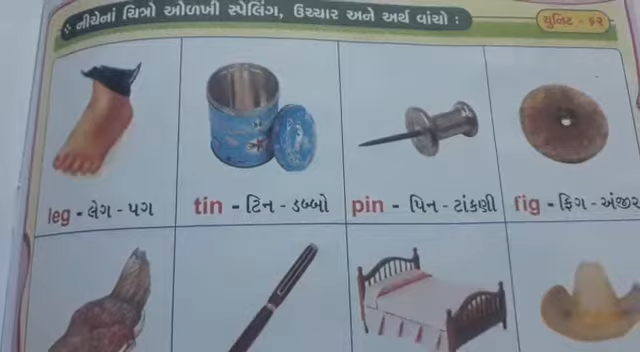 નીચેનાં ચિત્રો ઓળખી સ્પેલિંગ, ઉચ્ચાર અને અર્થ વાંચો :
યુનિટ - ૬૨
leg - લેગ - પગ
tin - ટિન - ડબ્બો
pin - પિન - ટાંકણી
fig - ફિગ - અંજીર